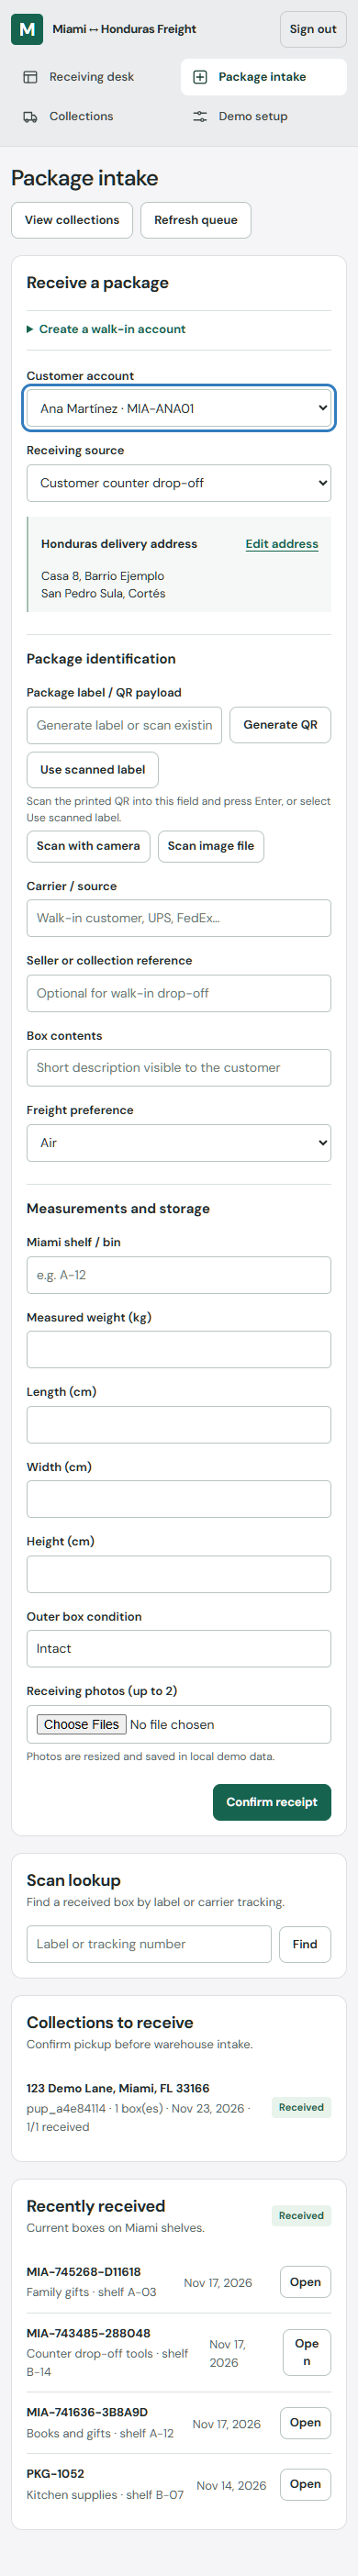 M Miami ↔ Honduras Freight Sign out
Receiving desk Package intake
Collections Demo setup
Package intake
View collections Refresh queue
Receive a package
▶ Create a walk-in account
Customer account
Ana Martínez · MIA-ANA01
Receiving source
Customer counter drop-off
Honduras delivery address Edit address
Casa 8, Barrio Ejemplo
San Pedro Sula, Cortés
Package identification
Package label / QR payload
Generate label or scan existin Generate QR
Use scanned label
Scan the printed QR into this field and press Enter, or select
Use scanned label.
Scan with camera Scan image file
Carrier / source
Walk-in customer, UPS, FedEx...
Seller or collection reference
Optional for walk-in drop-off
Box contents
Short description visible to the customer
Freight preference
Air
Measurements and storage
Miami shelf / bin
e.g. A-12
Measured weight (kg)
Length (cm)
Width (cm)
Height (cm)
Outer box condition
Intact
Receiving photos (up to 2)
Choose Files No file chosen
Photos are resized and saved in local demo data.
Confirm receipt
Scan lookup
Find a received box by label or carrier tracking.
Label or tracking number Find
Collections to receive
Confirm pickup before warehouse intake.
123 Demo Lane, Miami, FL 33166
pup_a4e84114 · 1 box(es) · Nov 23, 2026 ·
1/1 received
Received
Recently received
Current boxes on Miami shelves.
Received
MIA-745268-D11618
Family gifts · shelf A-03
Nov 17, 2026
Open
MIA-743485-288048
Counter drop-off tools · shelf
B-14
Nov 17,
2026
Ope
n
MIA-741636-3B8A9D
Books and gifts · shelf A-12
Nov 17, 2026
Open
PKG-1052
Kitchen supplies · shelf B-07
Nov 14, 2026
Open